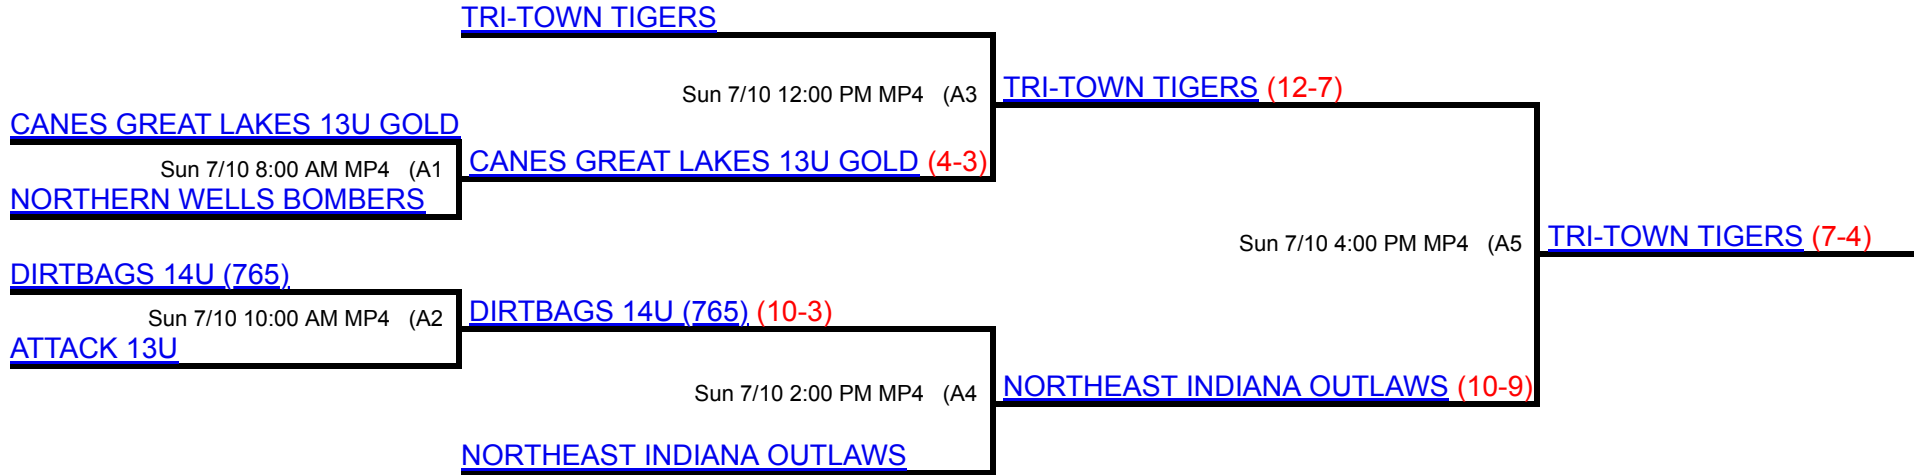 TRI-TOWN TIGERS
Sun 7/10 12:00 PM MP4 (A3
TRI-TOWN TIGERS (12-7)
CANES GREAT LAKES 13U GOLD
Sun 7/10 8:00 AM MP4 (A1
CANES GREAT LAKES 13U GOLD (4-3)
NORTHERN WELLS BOMBERS
Sun 7/10 4:00 PM MP4 (A5
TRI-TOWN TIGERS (7-4)
DIRTBAGS 14U (765)
Sun 7/10 10:00 AM MP4 (A2
DIRTBAGS 14U (765) (10-3)
ATTACK 13U
Sun 7/10 2:00 PM MP4 (A4
NORTHEAST INDIANA OUTLAWS (10-9)
NORTHEAST INDIANA OUTLAWS